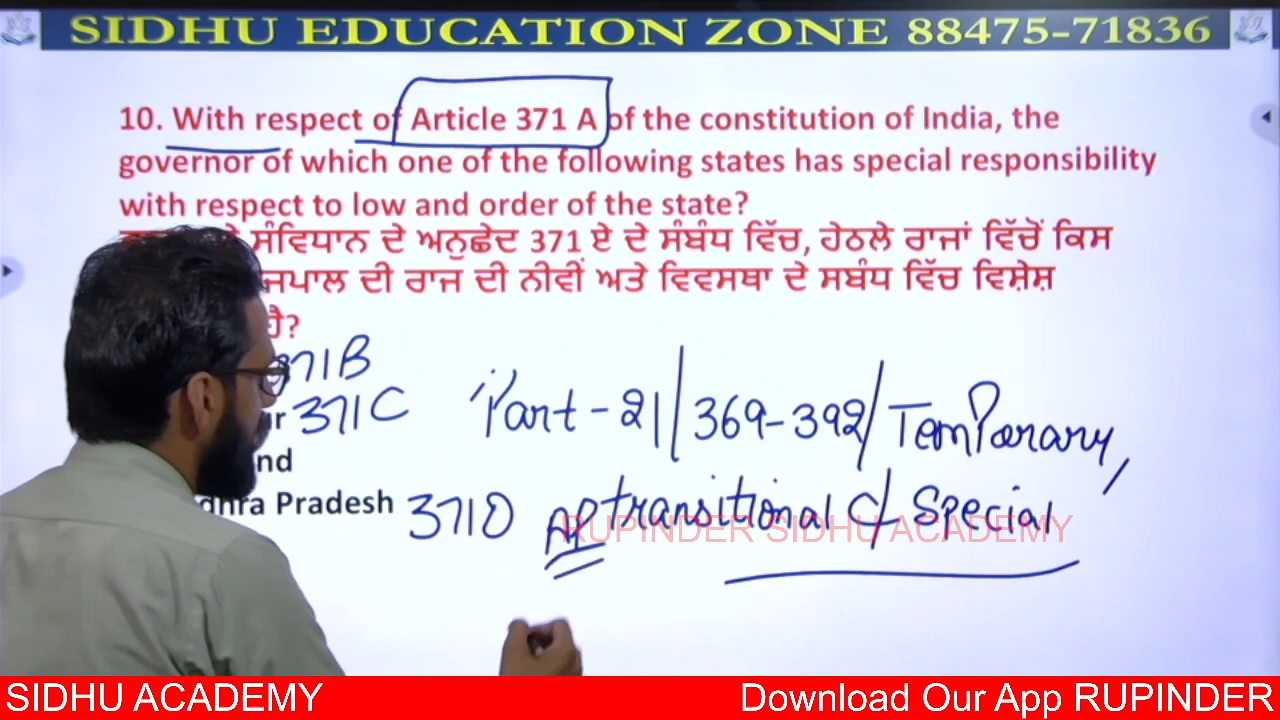 SIDHU EDUCATION ZONE 88475-71836
10. With respect of Article 371 A of the constitution of India, the
governor of which one of the following states has special responsibility
with respect to low and order of the state?
ਸੰਵਿਧਾਨ ਦੇ ਅਨੁਛੇਦ 371 ਏ ਦੇ ਸੰਬੰਧ ਵਿੱਚ, ਹੇਠਲੇ ਰਾਜਾਂ ਵਿੱਚੋਂ ਕਿਸ
ਜਪਾਲ ਦੀ ਰਾਜ ਦੀ ਨੀਵੀਂ ਅਤੇ ਵਿਵਸਥਾ ਦੇ ਸਬੰਧ ਵਿੱਚ ਵਿਸ਼ੇਸ਼
ਹੈ?
371B
371C
Part-21/369-392/Temparary,
nd
dhra Pradesh 371D AP transitional & Special
RUPINDER SIDHU ACADEMY
SIDHU ACADEMY Download Our App RUPINDER